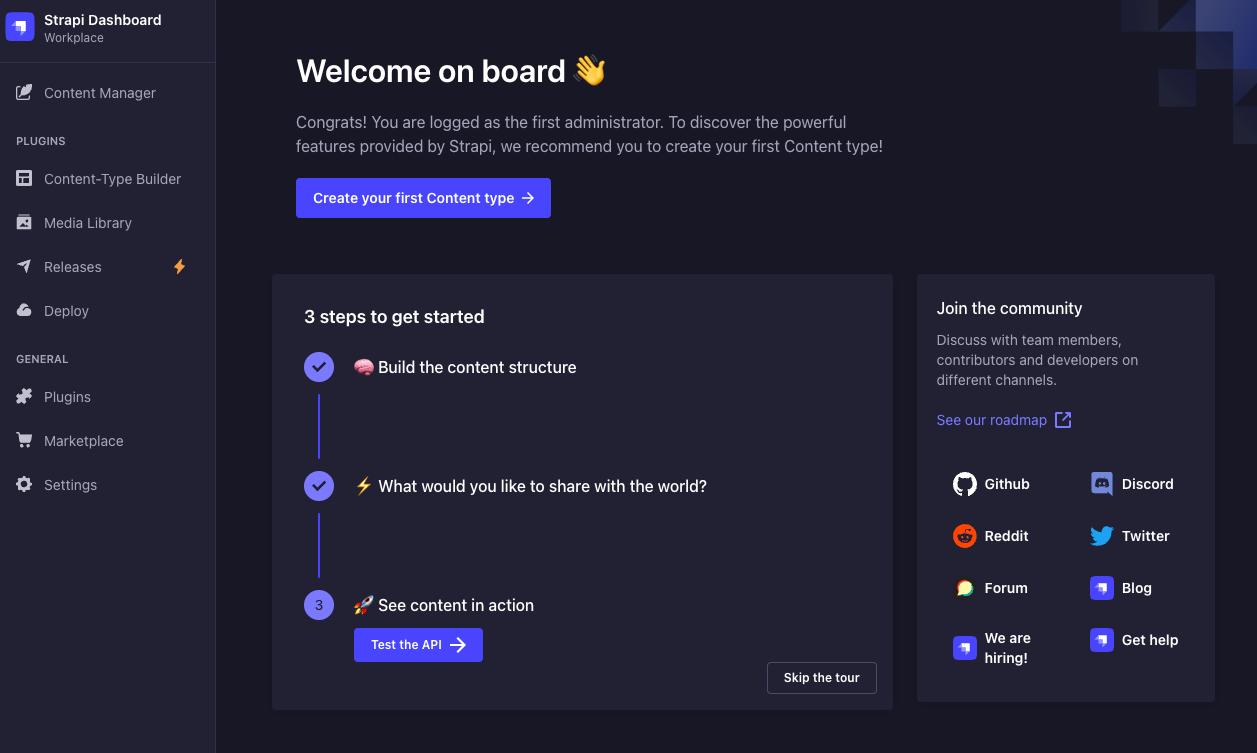 Strapi Dashboard
Workplace
Content Manager
PLUGINS
Content-Type Builder
Media Library
Releases
Deploy
GENERAL
Plugins
Marketplace
Settings
Welcome on board 👋
Congrats! You are logged as the first administrator. To discover the powerful
features provided by Strapi, we recommend you to create your first Content type!
Create your first Content type
3 steps to get started
🧠 Build the content structure
⚡ What would you like to share with the world?
3
🚀 See content in action
Test the API
Skip the tour
Join the community
Discuss with team members,
contributors and developers on
different channels.
See our roadmap
Github
Discord
Reddit
Twitter
Forum
Blog
We are
hiring!
Get help